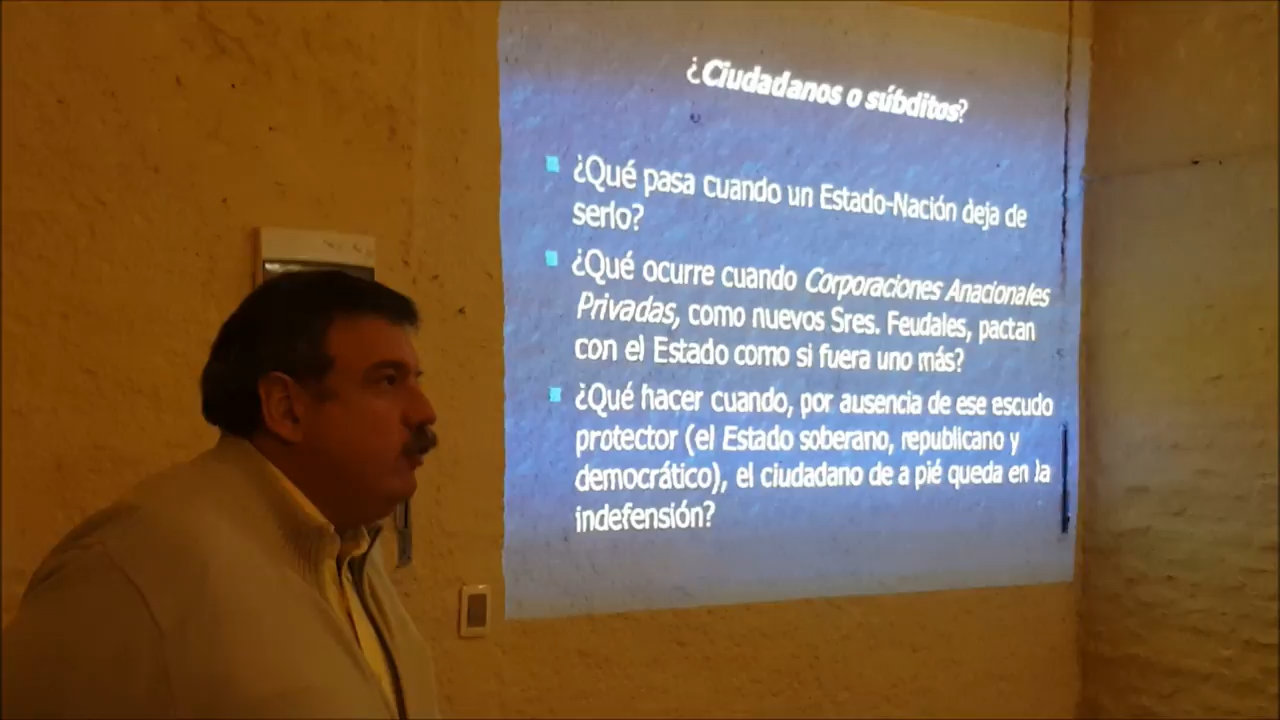 ¿Ciudadanos o súbditos?
¿Qué pasa cuando un Estado-Nación deja de
serlo?
¿Qué ocurre cuando Corporaciones Anacionales
Privadas, como nuevos Sres. Feudales, pactan
con el Estado como si fuera uno más?
¿Qué hacer cuando, por ausencia de ese escudo
protector (el Estado soberano, republicano y
democrático), el ciudadano de a pié queda en la
indefensión?